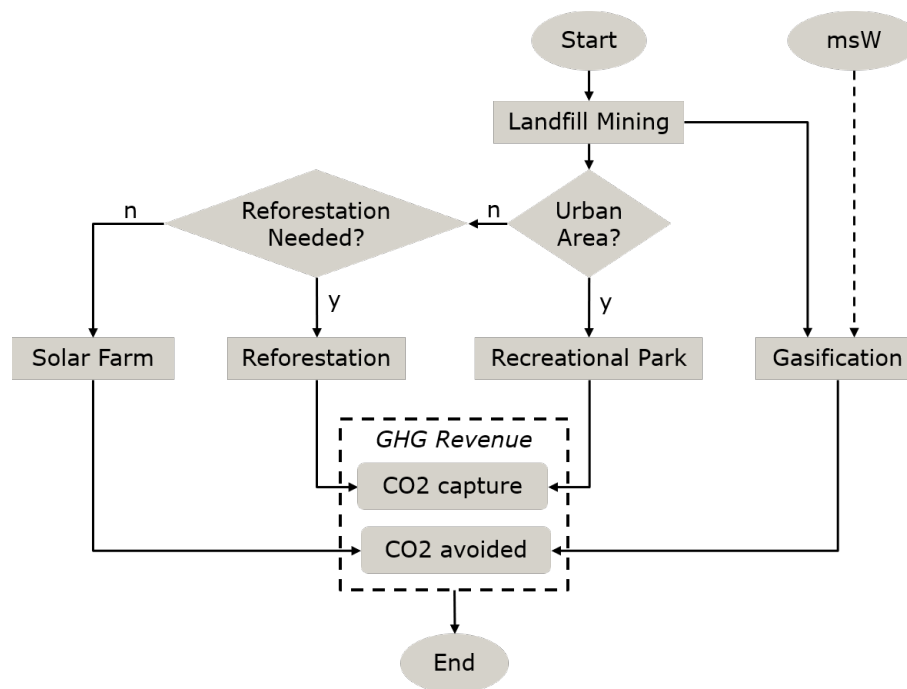 Start
msW
Landfill Mining
Reforestation
Needed?
n
Urban
Area?
n
y
y
Solar Farm
Reforestation
Recreational Park
Gasification
GHG Revenue
CO2 capture
CO2 avoided
End